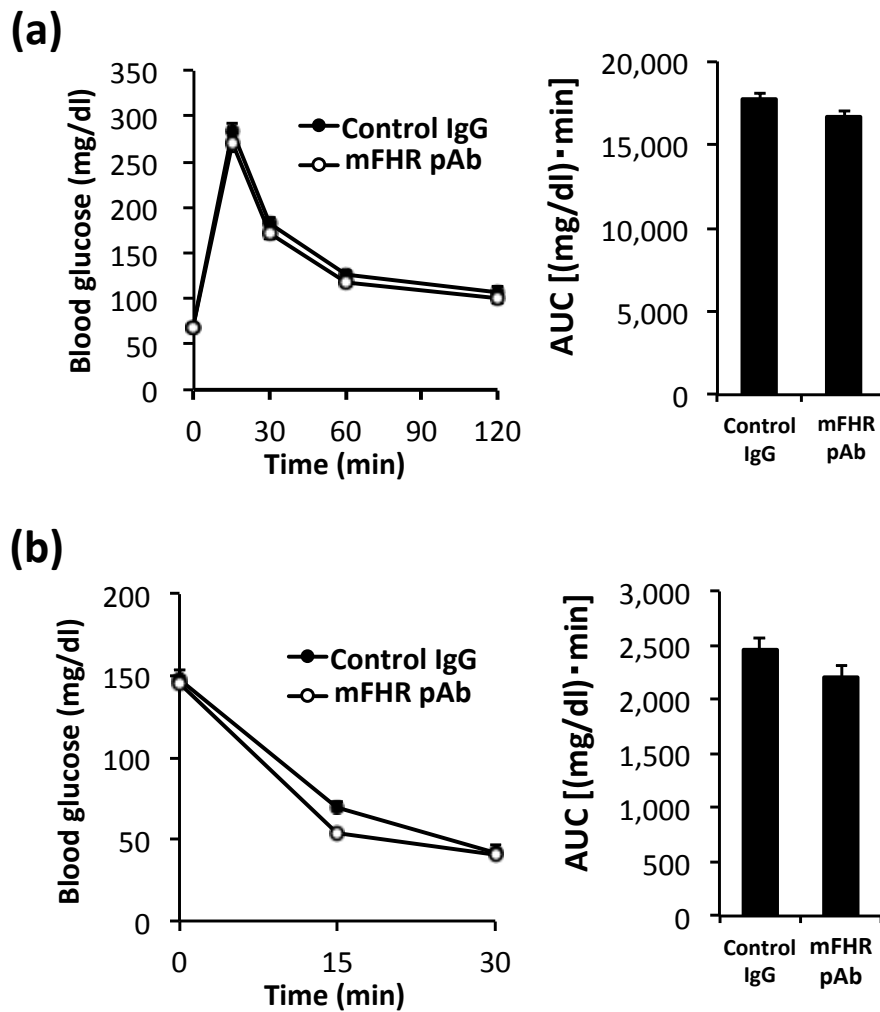 (a)
Blood glucose (mg/dl)
350
300
250
200
150
100
50
0
Control IgG
mFHR pAb
0 30 60 90 120
Time (min)
AUC [(mg/dl)·min]
20,000
15,000
10,000
5,000
0
Control IgG
mFHR pAb
(b)
Blood glucose (mg/dl)
200
150
100
50
0
Control IgG
mFHR pAb
0 15 30
Time (min)
AUC [(mg/dl)·min]
3,000
2,500
2,000
1,500
1,000
500
0
Control IgG
mFHR pAb